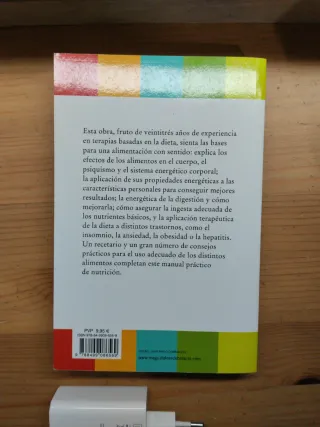 Esta obra, fruto de veintitrés años de experiencia
en terapias basadas en la dieta, sienta las bases
para una alimentación con sentido: explica los
efectos de los alimentos en el cuerpo, el
psiquismo y el sistema energético corporal;
la aplicación de sus propiedades energéticas a las
características personales para conseguir mejores
resultados; la energética de la digestión y cómo
mejorarla; cómo asegurar la ingesta adecuada de
los nutrientes básicos, y la aplicación terapéutica
de la dieta a distintos trastornos, como el
insomnio, la ansiedad, la obesidad o la hepatitis.
Un recetario y un gran número de consejos
prácticos para el uso adecuado de los distintos
alimentos completan este manual práctico
de nutrición.
PVP 9,95 €